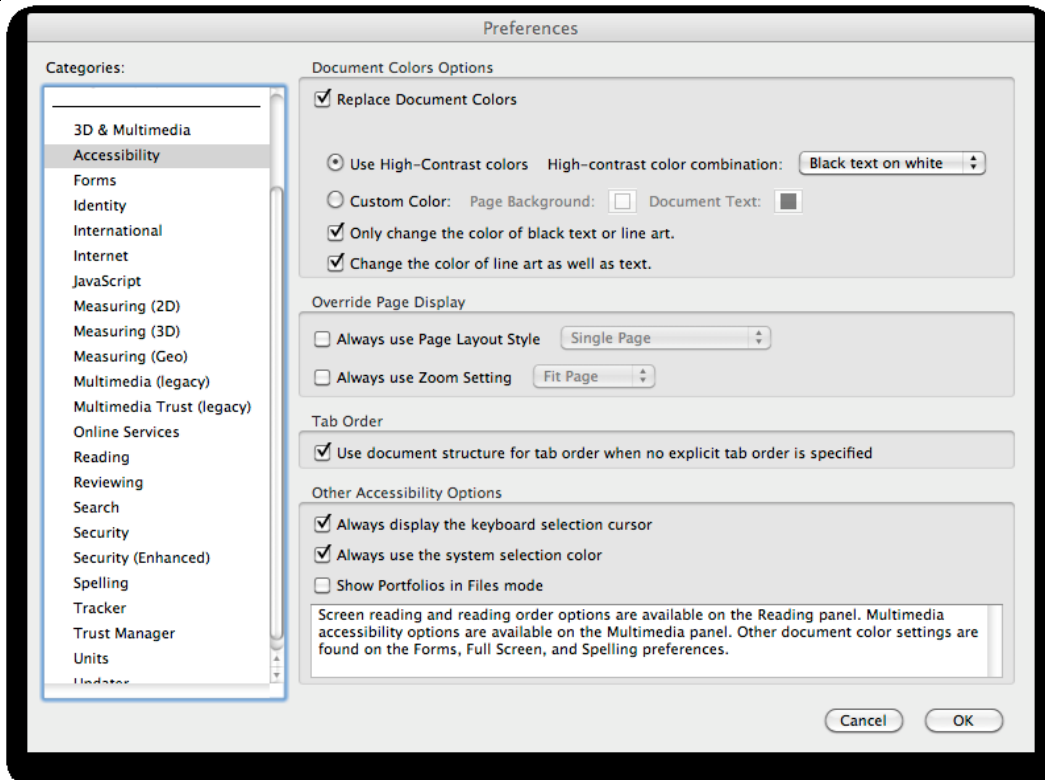 Preferences
Categories:
3D & Multimedia
Accessibility
Forms
Identity
International
Internet
JavaScript
Measuring (2D)
Measuring (3D)
Measuring (Geo)
Multimedia (legacy)
Multimedia Trust (legacy)
Online Services
Reading
Reviewing
Search
Security
Security (Enhanced)
Spelling
Tracker
Trust Manager
Units
Updater
Document Colors Options
Replace Document Colors
Use High-Contrast colors High-contrast color combination: Black text on white
Custom Color: Page Background: Document Text:
Only change the color of black text or line art.
Change the color of line art as well as text.
Override Page Display
Always use Page Layout Style Single Page
Always use Zoom Setting Fit Page
Tab Order
Use document structure for tab order when no explicit tab order is specified
Other Accessibility Options
Always display the keyboard selection cursor
Always use the system selection color
Show Portfolios in Files mode
Screen reading and reading order options are available on the Reading panel. Multimedia
accessibility options are available on the Multimedia panel. Other document color settings are
found on the Forms, Full Screen, and Spelling preferences.
Cancel OK